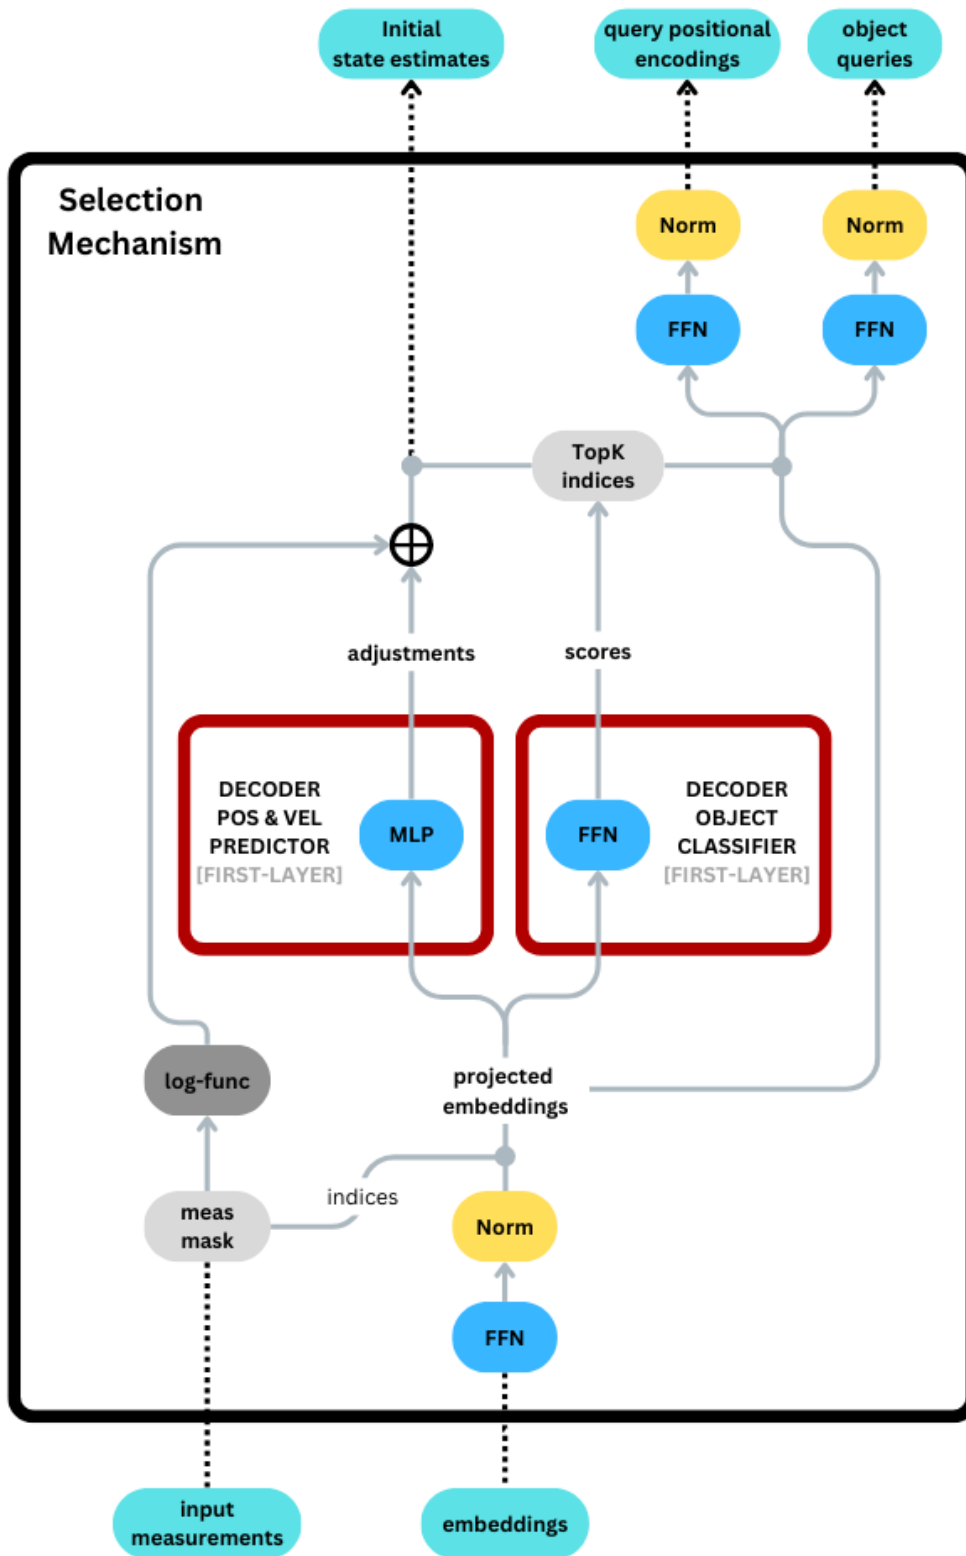 Initial
state estimates
query positional
encodings
object
queries
Selection
Mechanism
Norm
Norm
FFN
FFN
TopK
indices
adjustments
scores
DECODER
POS & VEL
PREDICTOR
[FIRST-LAYER]
MLP
FFN
DECODER
OBJECT
CLASSIFIER
[FIRST-LAYER]
log-func
projected
embeddings
indices
meas
mask
Norm
FFN
input
measurements
embeddings